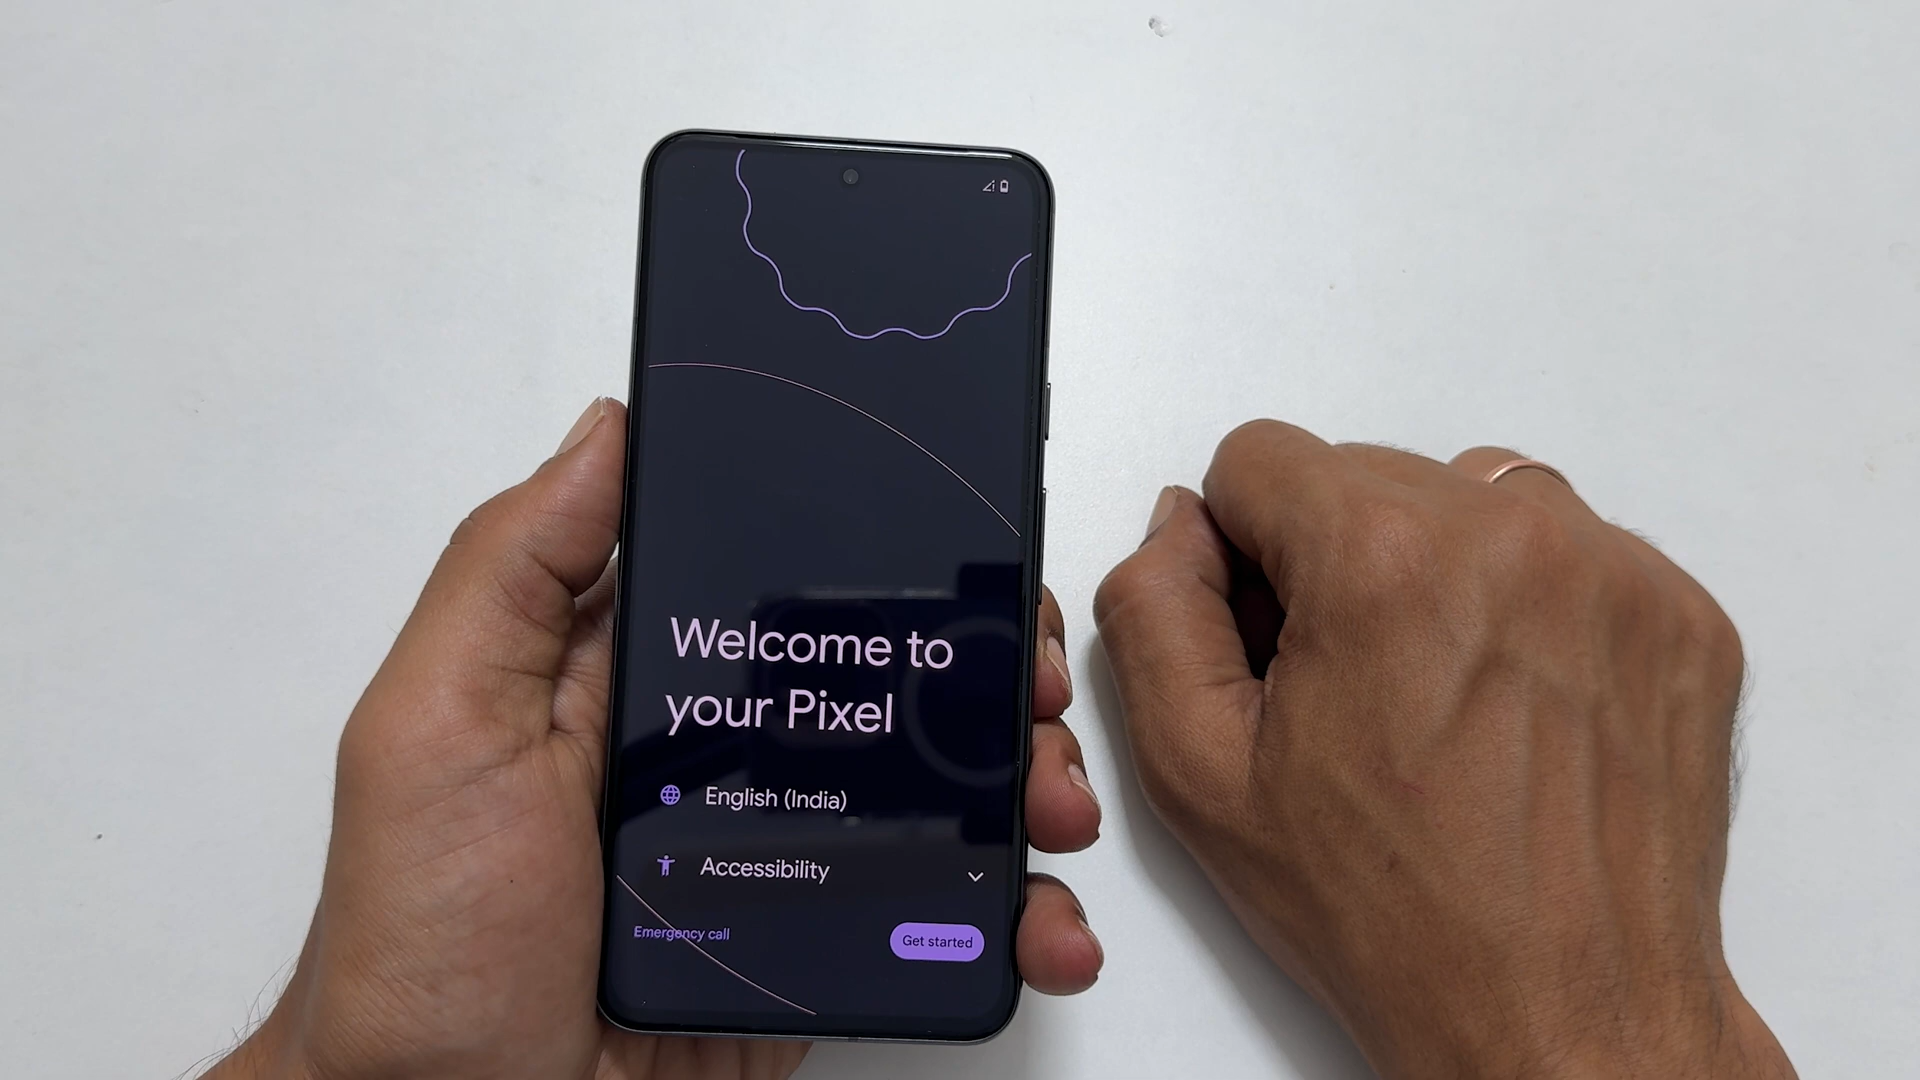 Welcome to
your Pixel
English (India)
Accessibility
Emergency call
Get started